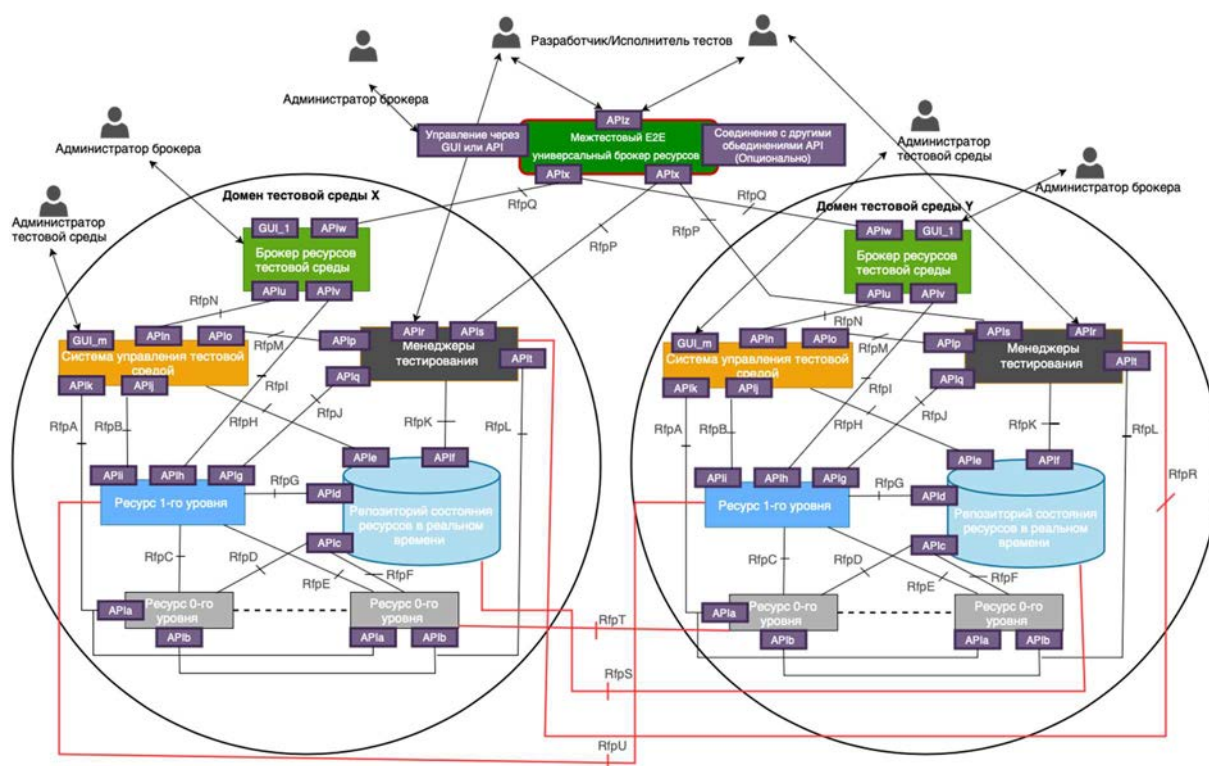 Разработчик/Исполнитель тестов
Администратор брокера
APIz
Управление через
GUI или API
Межтестовый E2E
универсальный брокер ресурсов
Соединение с другими
обьединениями API
(Опционально)
Администратор
тестовой среды
Администратор брокера
APIx
APIx
Администратор брокера
Домен тестовой среды X
RfpQ
RfpQ
Домен тестовой среды Y
Администратор
тестовой среды
RfpP
RfpP
GUI_1
APIw
Брокер ресурсов
тестовой среды
APIu
APIv
RfpN
GUI_m
APIn
APIo
Система управления тестовой
средой
APIk
APIj
RfpM
APIp
APIr
APIs
Менеджеры
тестирования
APIt
APIq
RfpI
RfpJ
RfpH
RfpA
RfpB
RfpK
RfpL
APIi
APIh
APIg
APIe
APIf
Ресурс 1-го уровня
RfpG
APId
Репозиторий состояния
ресурсов в реальном
времени
APIc
RfpC
RfpD
RfpE
RfpF
APIa
Ресурс 0-го
уровня
APIb
Ресурс 0-го
уровня
APIa
APIb
APIw
GUI_1
Брокер ресурсов
тестовой среды
APIu
APIv
RfpN
GUI_m
APIn
APIo
Система управления тестовой
средой
APIk
APIj
RfpM
APIp
APIs
APIr
Менеджеры
тестирования
APIt
APIq
RfpI
RfpJ
RfpH
RfpA
RfpB
RfpK
RfpL
APIi
APIh
APIg
APIe
APIf
Ресурс 1-го уровня
RfpG
APId
Репозиторий состояния
ресурсов в реальном
времени
APIc
RfpC
RfpD
RfpE
RfpF
APIa
Ресурс 0-го
уровня
APIb
Ресурс 0-го
уровня
APIa
APIb
RfpR
RfpT
RfpS
RfpU